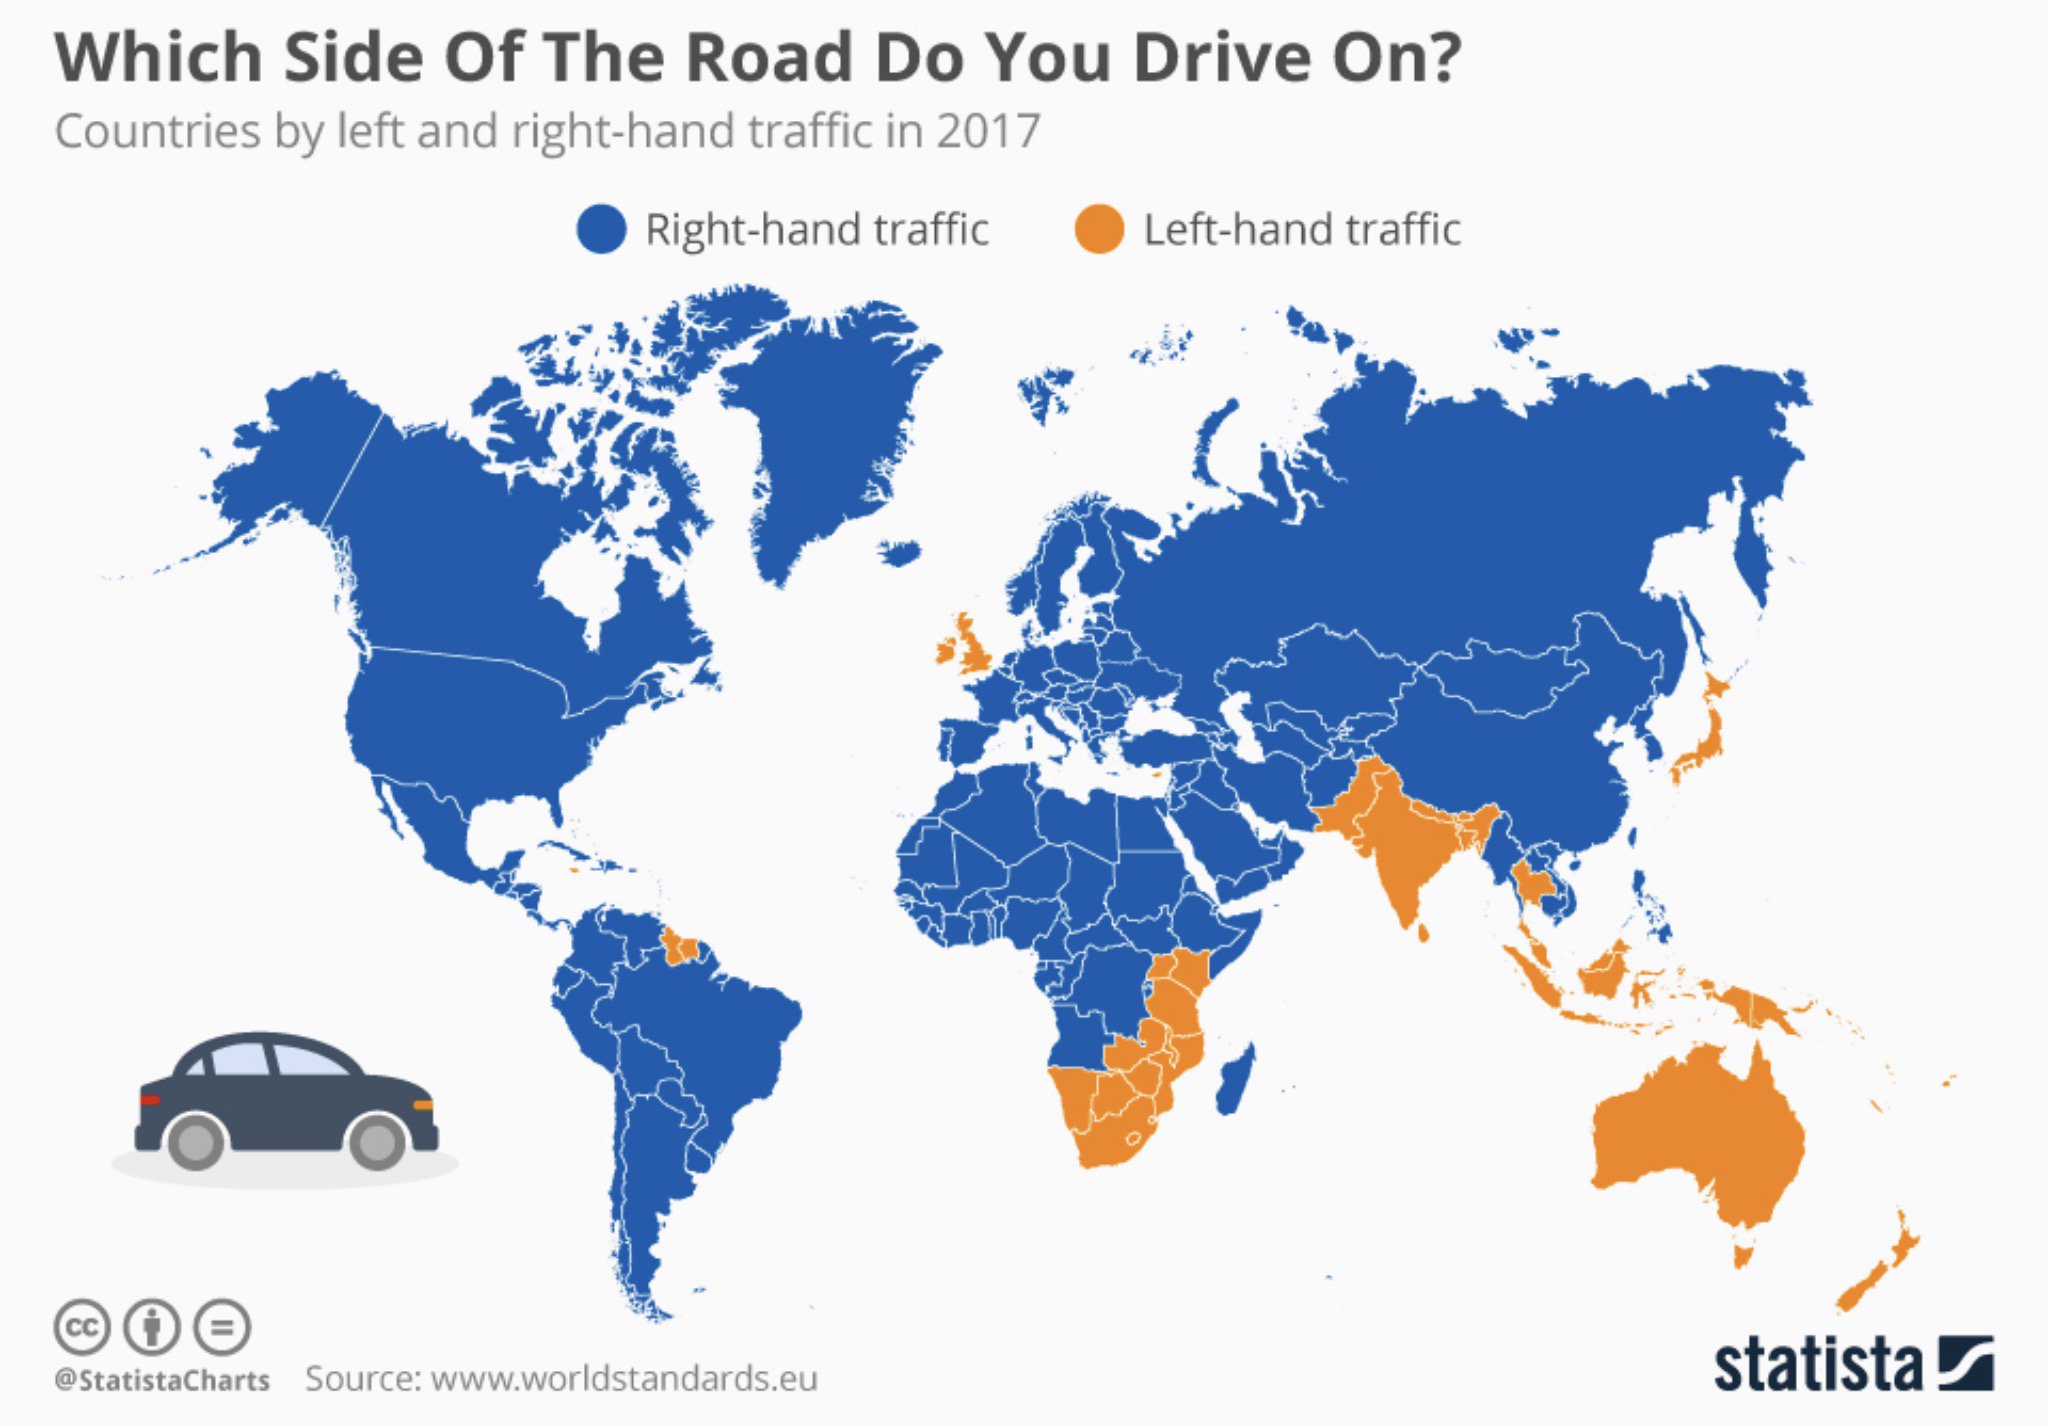 Which Side Of The Road Do You Drive On?
Countries by left and right-hand traffic in 2017
Right-hand traffic
Left-hand traffic
cc
@StatistaCharts
Source: www.worldstandards.eu
statista